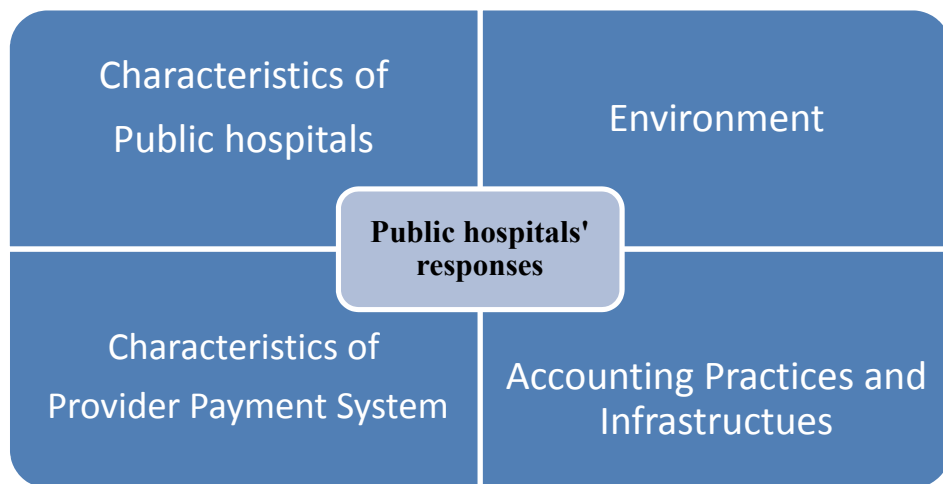 Characteristics of
Public hospitals
Environment
Public hospitals'
responses
Characteristics of
Provider Payment System
Accounting Practices and
Infrastructues